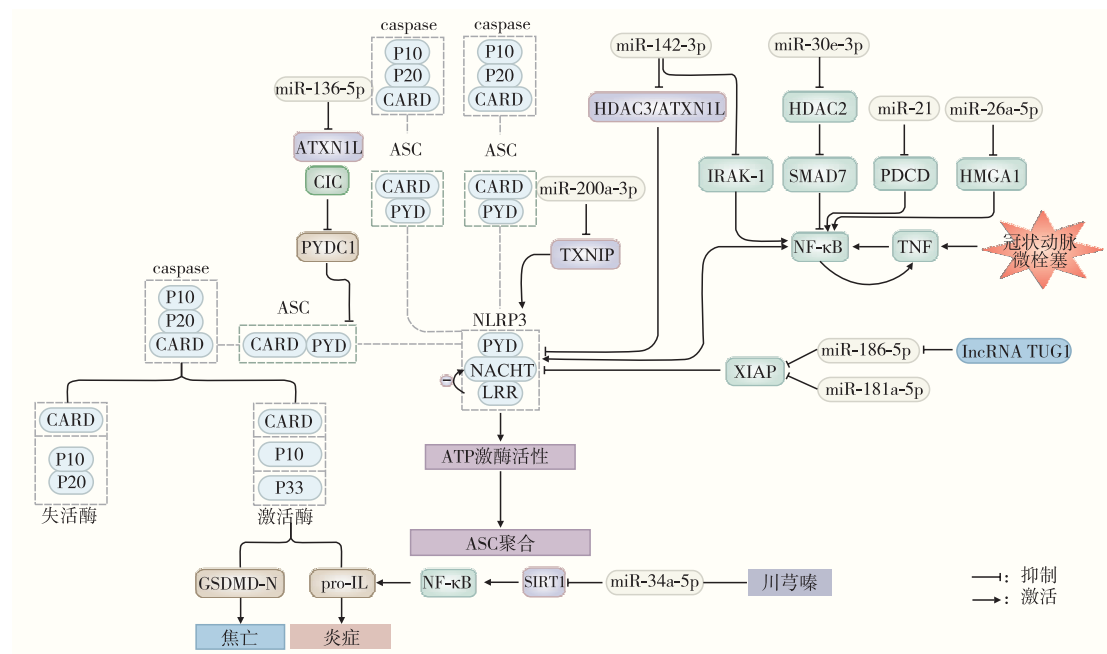 caspase
P10
P20
CARD
caspase
P10
P20
CARD
miR-142-3p
miR-30e-3p
miR-136-5p
HDAC3/ATXN1L
HDAC2
miR-21
miR-26a-5p
ATXN1L
ASC
ASC
CIC
CARD
PYD
CARD
PYD
miR-200a-3p
IRAK-1
SMAD7
PDCD
HMGA1
PYDC1
TXNIP
NF-κB
TNF
冠状动脉
微栓塞
caspase
P10
P20
CARD
ASC
CARD
PYD
NLRP3
PYD
NACHT
LRR
XIAP
miR-186-5p
lncRNA TUG1
miR-181a-5p
CARD
P10
P20
失活酶
CARD
P10
P33
激活酶
ATP激酶活性
ASC聚合
GSDMD-N
pro-IL
NF-κB
SIRT1
miR-34a-5p
川芎嗪
焦亡
炎症
：抑制
：激活